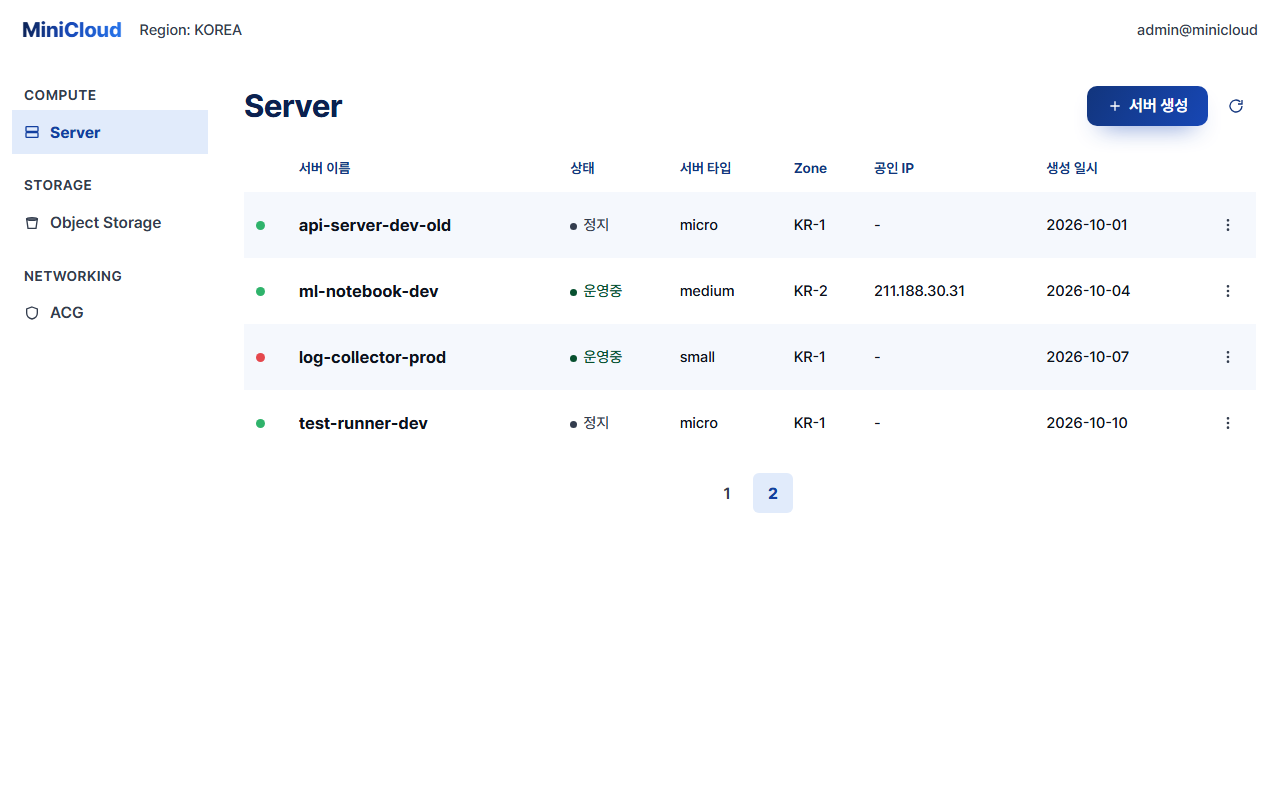 MiniCloud Region: KOREA admin@minicloud
COMPUTE
Server
STORAGE
Object Storage
NETWORKING
ACG
Server
+ 서버 생성
서버 이름 상태 서버 타입 Zone 공인 IP 생성 일시
api-server-dev-old 정지 micro KR-1 - 2026-10-01
ml-notebook-dev 운영중 medium KR-2 211.188.30.31 2026-10-04
log-collector-prod 운영중 small KR-1 - 2026-10-07
test-runner-dev 정지 micro KR-1 - 2026-10-10
1 2